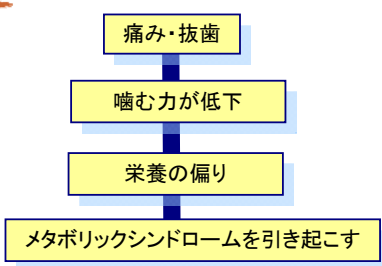 痛み・抜歯
噛む力が低下
栄養の偏り
メタボリックシンドロームを引き起こす